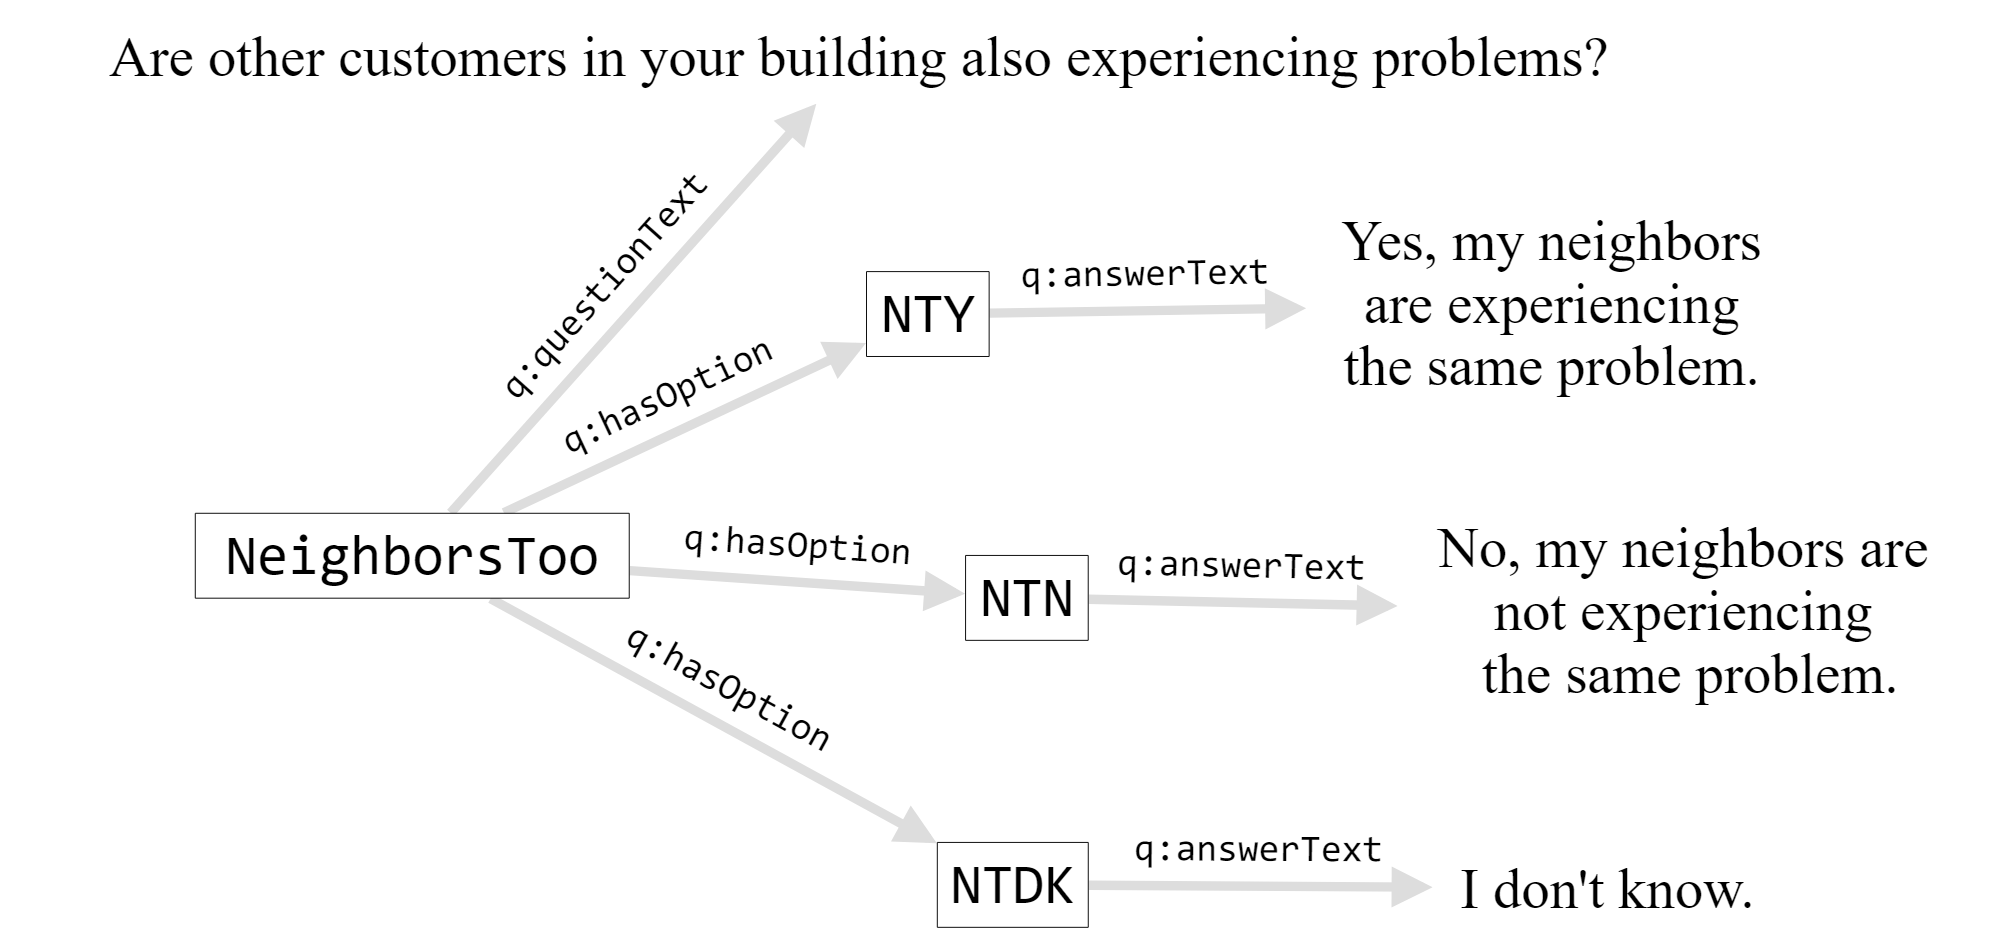 Are other customers in your building also experiencing problems?
q:questionText
q:hasOption
NTY
q:answerText
Yes, my neighbors
are experiencing
the same problem.
NeighborsToo
q:hasOption
NTN
q:answerText
No, my neighbors are
not experiencing
the same problem.
q:hasOption
NTDK
q:answerText
I don't know.